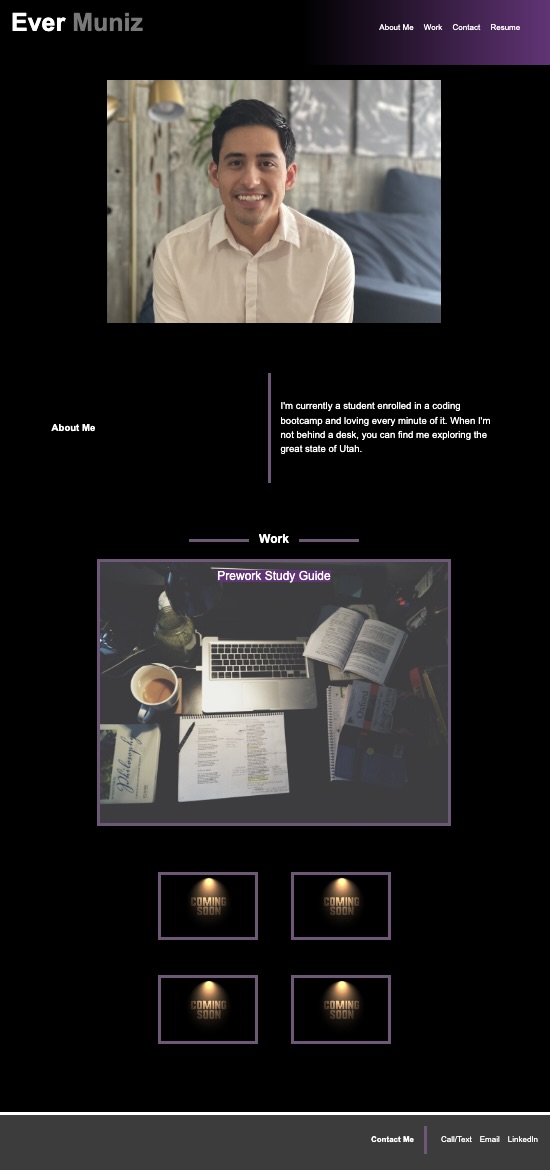 Ever Muniz
About Me Work Contact Resume
About Me
I'm currently a student enrolled in a coding
bootcamp and loving every minute of it. When I'm
not behind a desk, you can find me exploring the
great state of Utah.
Work
Prework Study Guide
Philosophy
Oxford
COMING
SOON
COMING
SOON
COMING
SOON
COMING
SOON
Contact Me
Call/Text Email LinkedIn